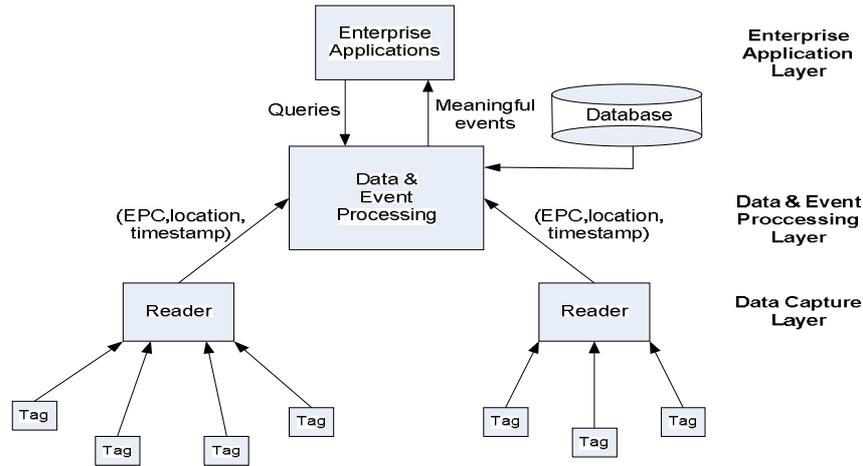 Enterprise
Applications
Enterprise
Application
Layer
Queries
Meaningful
events
Database
Data &
Event
Processing
(EPC,location,
timestamp)
(EPC,location,
timestamp)
Data & Event
Proccessing
Layer
Reader
Reader
Data Capture
Layer
Tag
Tag
Tag
Tag
Tag
Tag
Tag